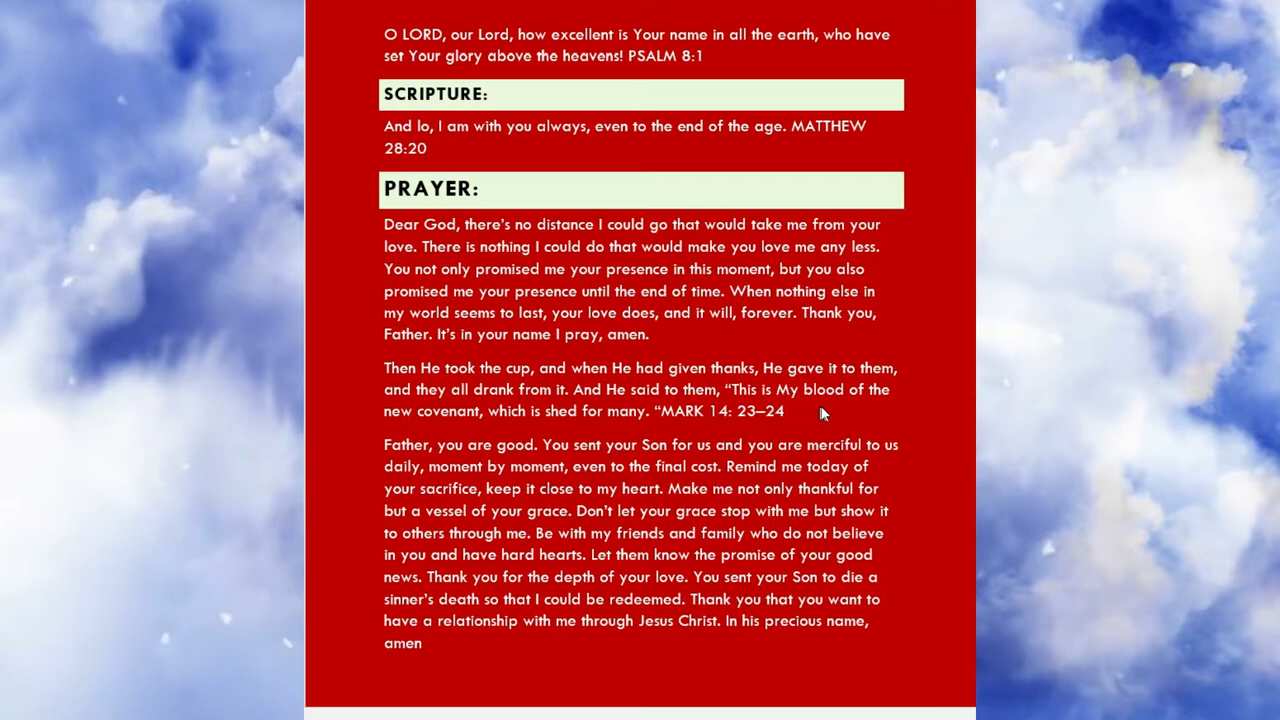 O LORD, our Lord, how excellent is Your name in all the earth, who have
set Your glory above the heavens! PSALM 8:1
SCRIPTURE:
And lo, I am with you always, even to the end of the age. MATTHEW
28:20
PRAYER:
Dear God, there's no distance I could go that would take me from your
love. There is nothing I could do that would make you love me any less.
You not only promised me your presence in this moment, but you also
promised me your presence until the end of time. When nothing else in
my world seems to last, your love does, and it will, forever. Thank you,
Father. It's in your name I pray, amen.
Then He took the cup, and when He had given thanks, He gave it to them,
and they all drank from it. And He said to them, “This is My blood of the
new covenant, which is shed for many. “MARK 14: 23–24
Father, you are good. You sent your Son for us and you are merciful to us
daily, moment by moment, even to the final cost. Remind me today of
your sacrifice, keep it close to my heart. Make me not only thankful for
but a vessel of your grace. Don't let your grace stop with me but show it
to others through me. Be with my friends and family who do not believe
in you and have hard hearts. Let them know the promise of your good
news. Thank you for the depth of your love. You sent your Son to die a
sinner's death so that I could be redeemed. Thank you that you want to
have a relationship with me through Jesus Christ. In his precious name,
amen